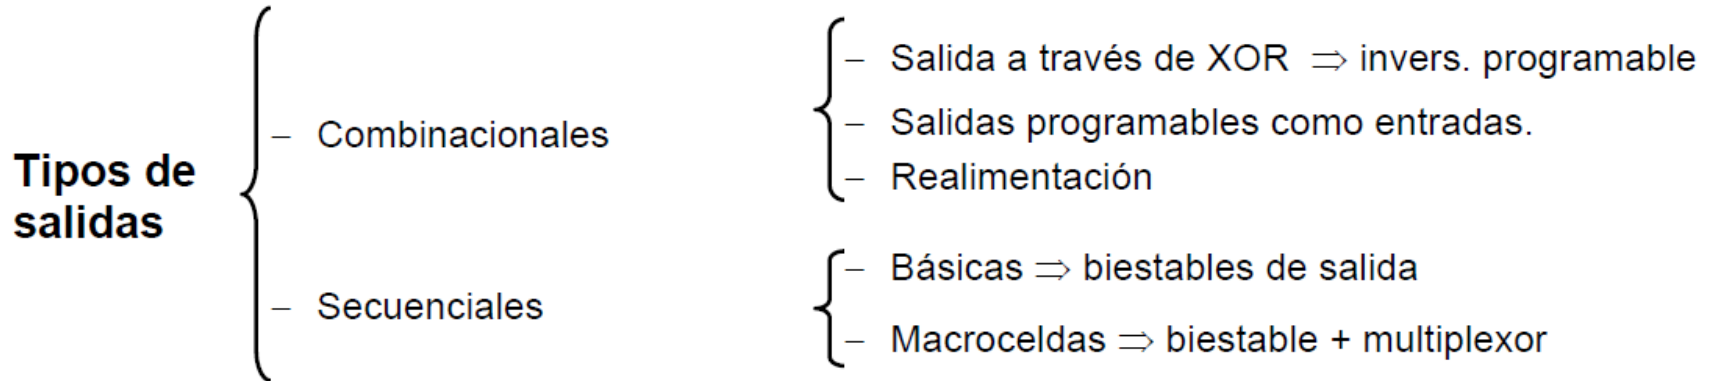 Tipos de
salidas
– Combinacionales
– Salida a través de XOR ⇒ invers. programable
– Salidas programables como entradas.
– Realimentación
– Secuenciales
– Básicas ⇒ biestables de salida
– Macroceldas ⇒ biestable + multiplexor